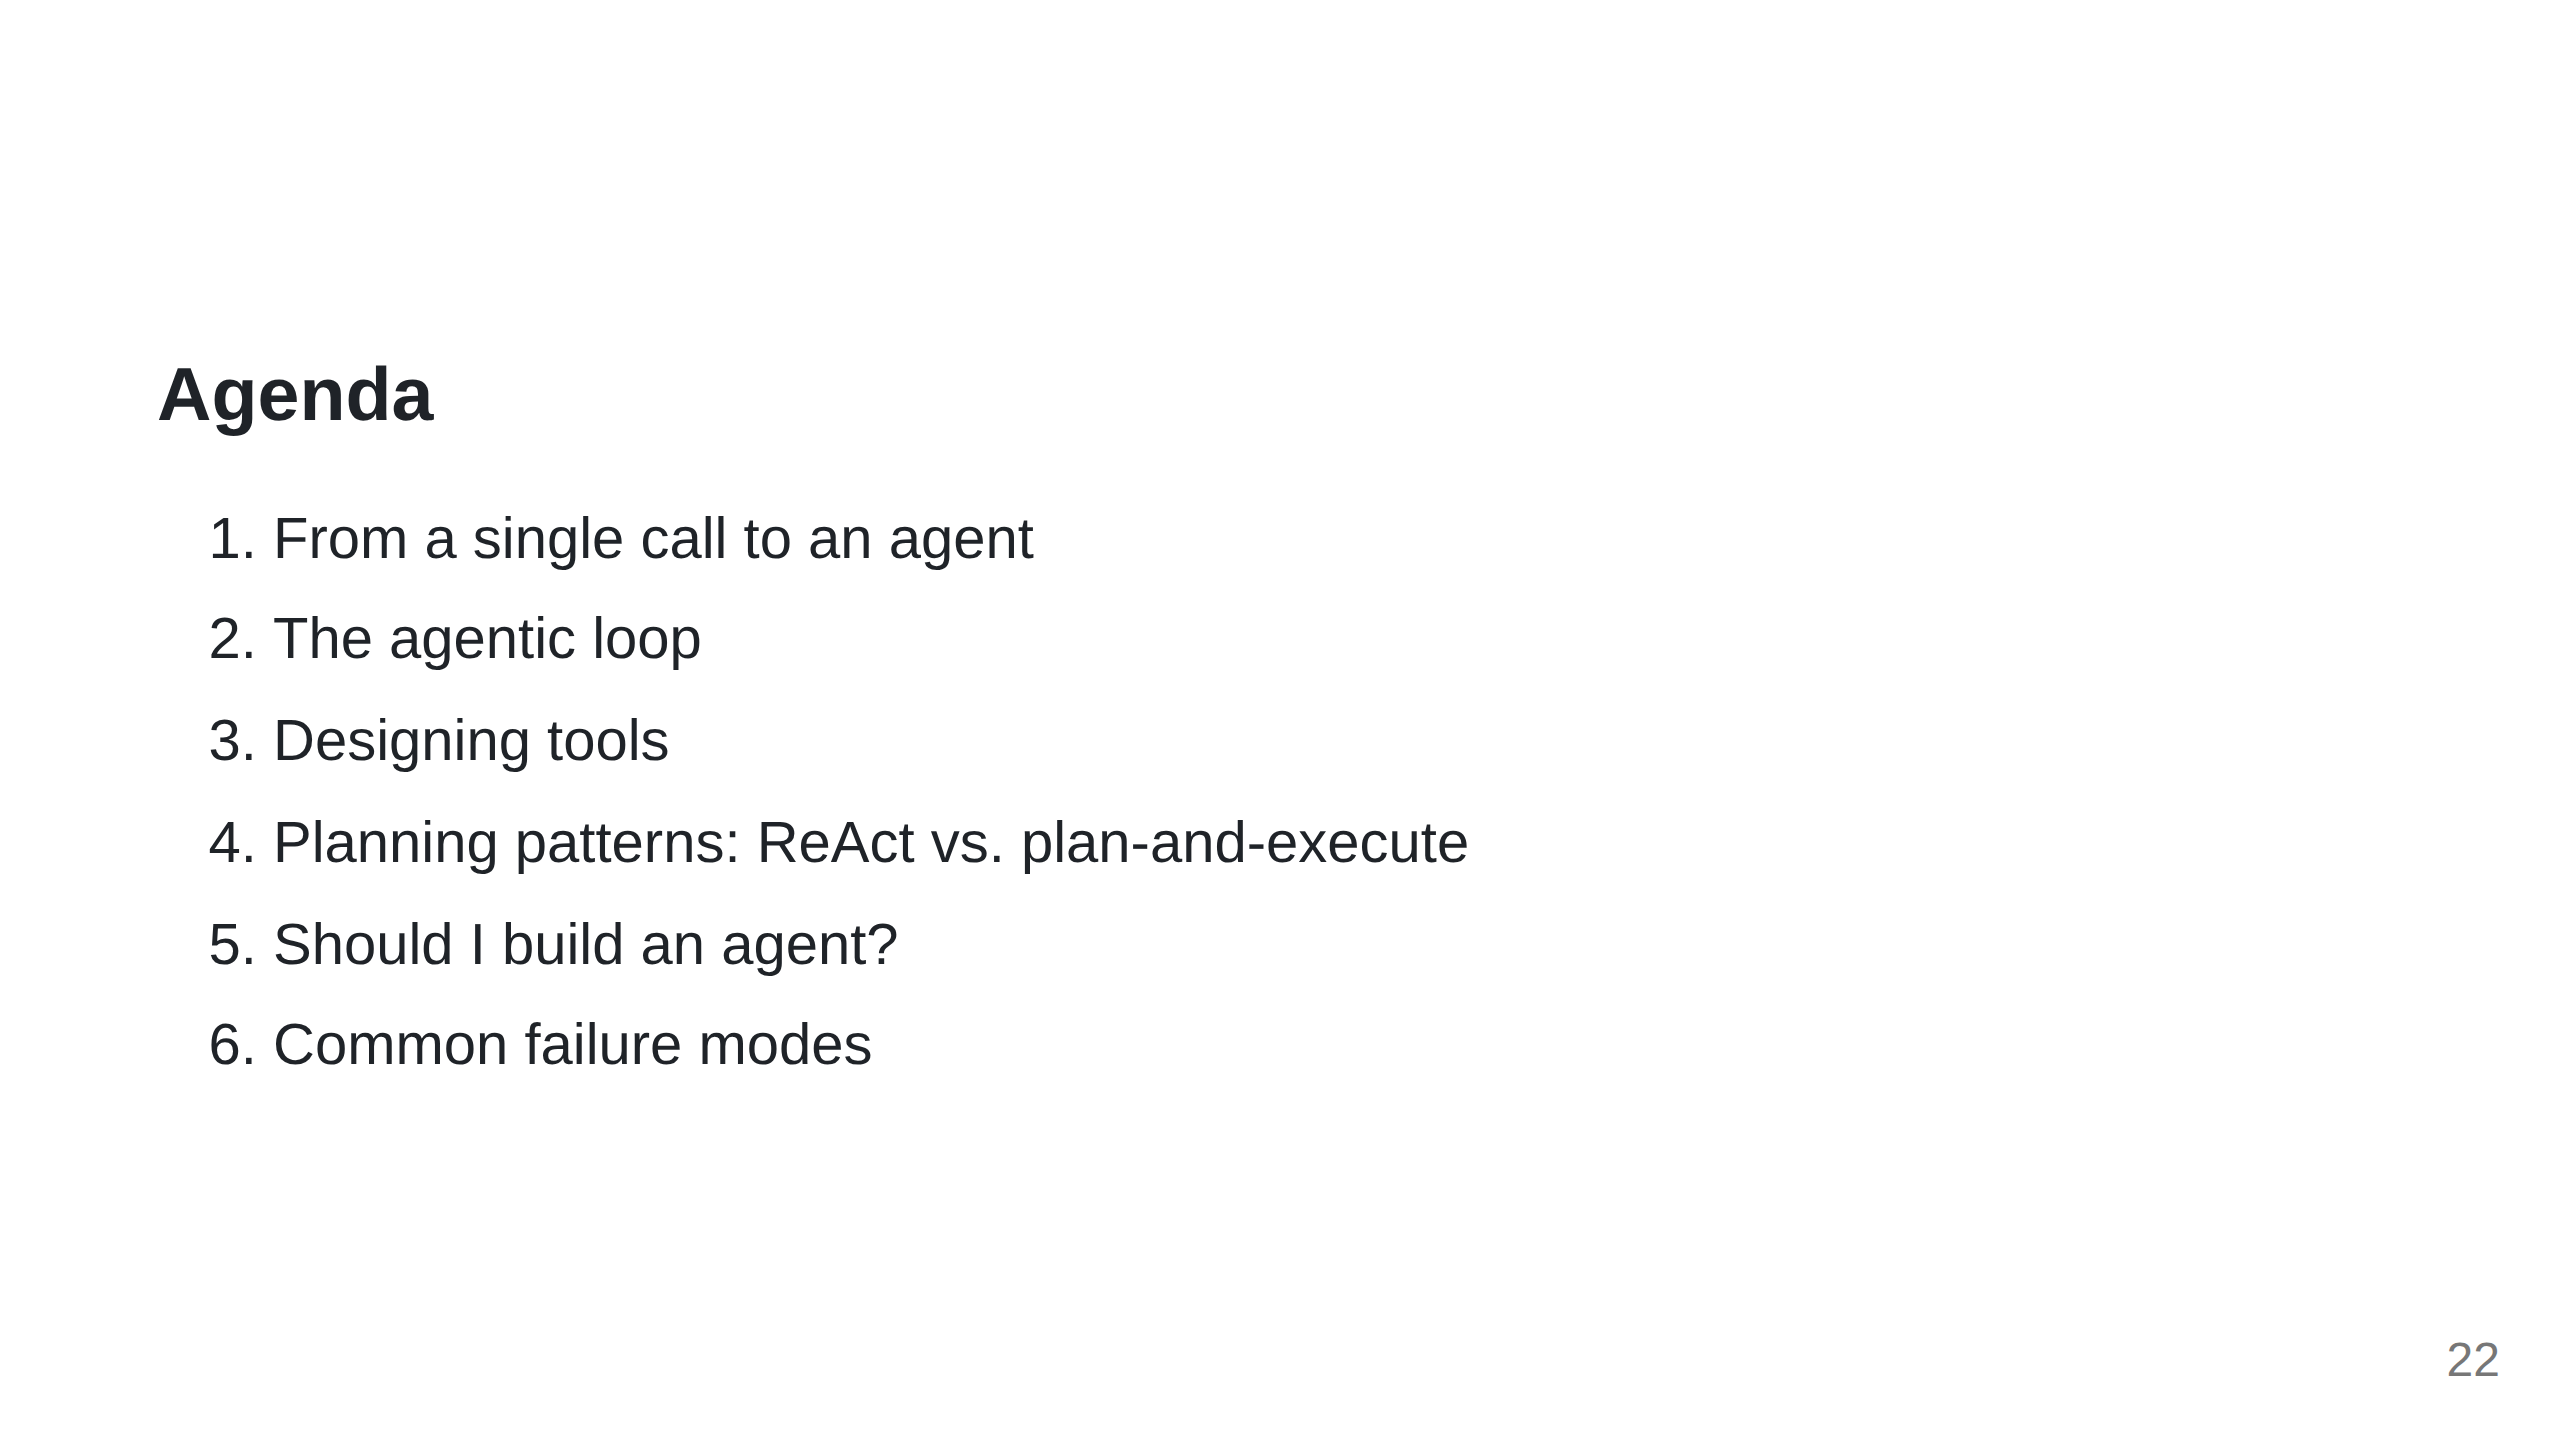 Agenda
1. From a single call to an agent
2. The agentic loop
3. Designing tools
4. Planning patterns: ReAct vs. plan-and-execute
5. Should I build an agent?
6. Common failure modes
22